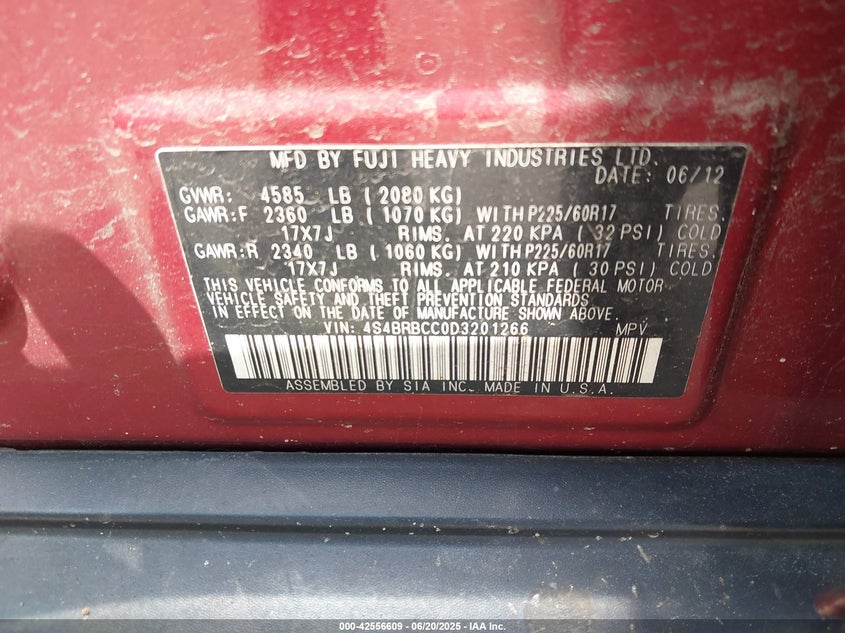 MFD BY FUJI HEAVY INDUSTRIES LTD.
DATE: 06/12
GVWR: 4585 LB (2080 KG)
GAWR:F 2360 LB (1070 KG) WITH P225/60R17 TIRES.
17X7J RIMS. AT 220 KPA (32 PSI) COLD
GAWR:R 2340 LB (1060 KG) WITH P225/60R17 TIRES.
17X7J RIMS. AT 210 KPA (30 PSI) COLD
THIS VEHICLE CONFORMS TO ALL APPLICABLE FEDERAL MOTOR
VEHICLE SAFETY AND THEFT PREVENTION STANDARDS
IN EFFECT ON THE DATE OF MANUFACTURE SHOWN ABOVE.
VIN: 4S4BRBCC0D3201266 MPV
ASSEMBLED BY SIA INC. MADE IN U.S.A.
000-42556609 - 06/20/2025 - IAA Inc.